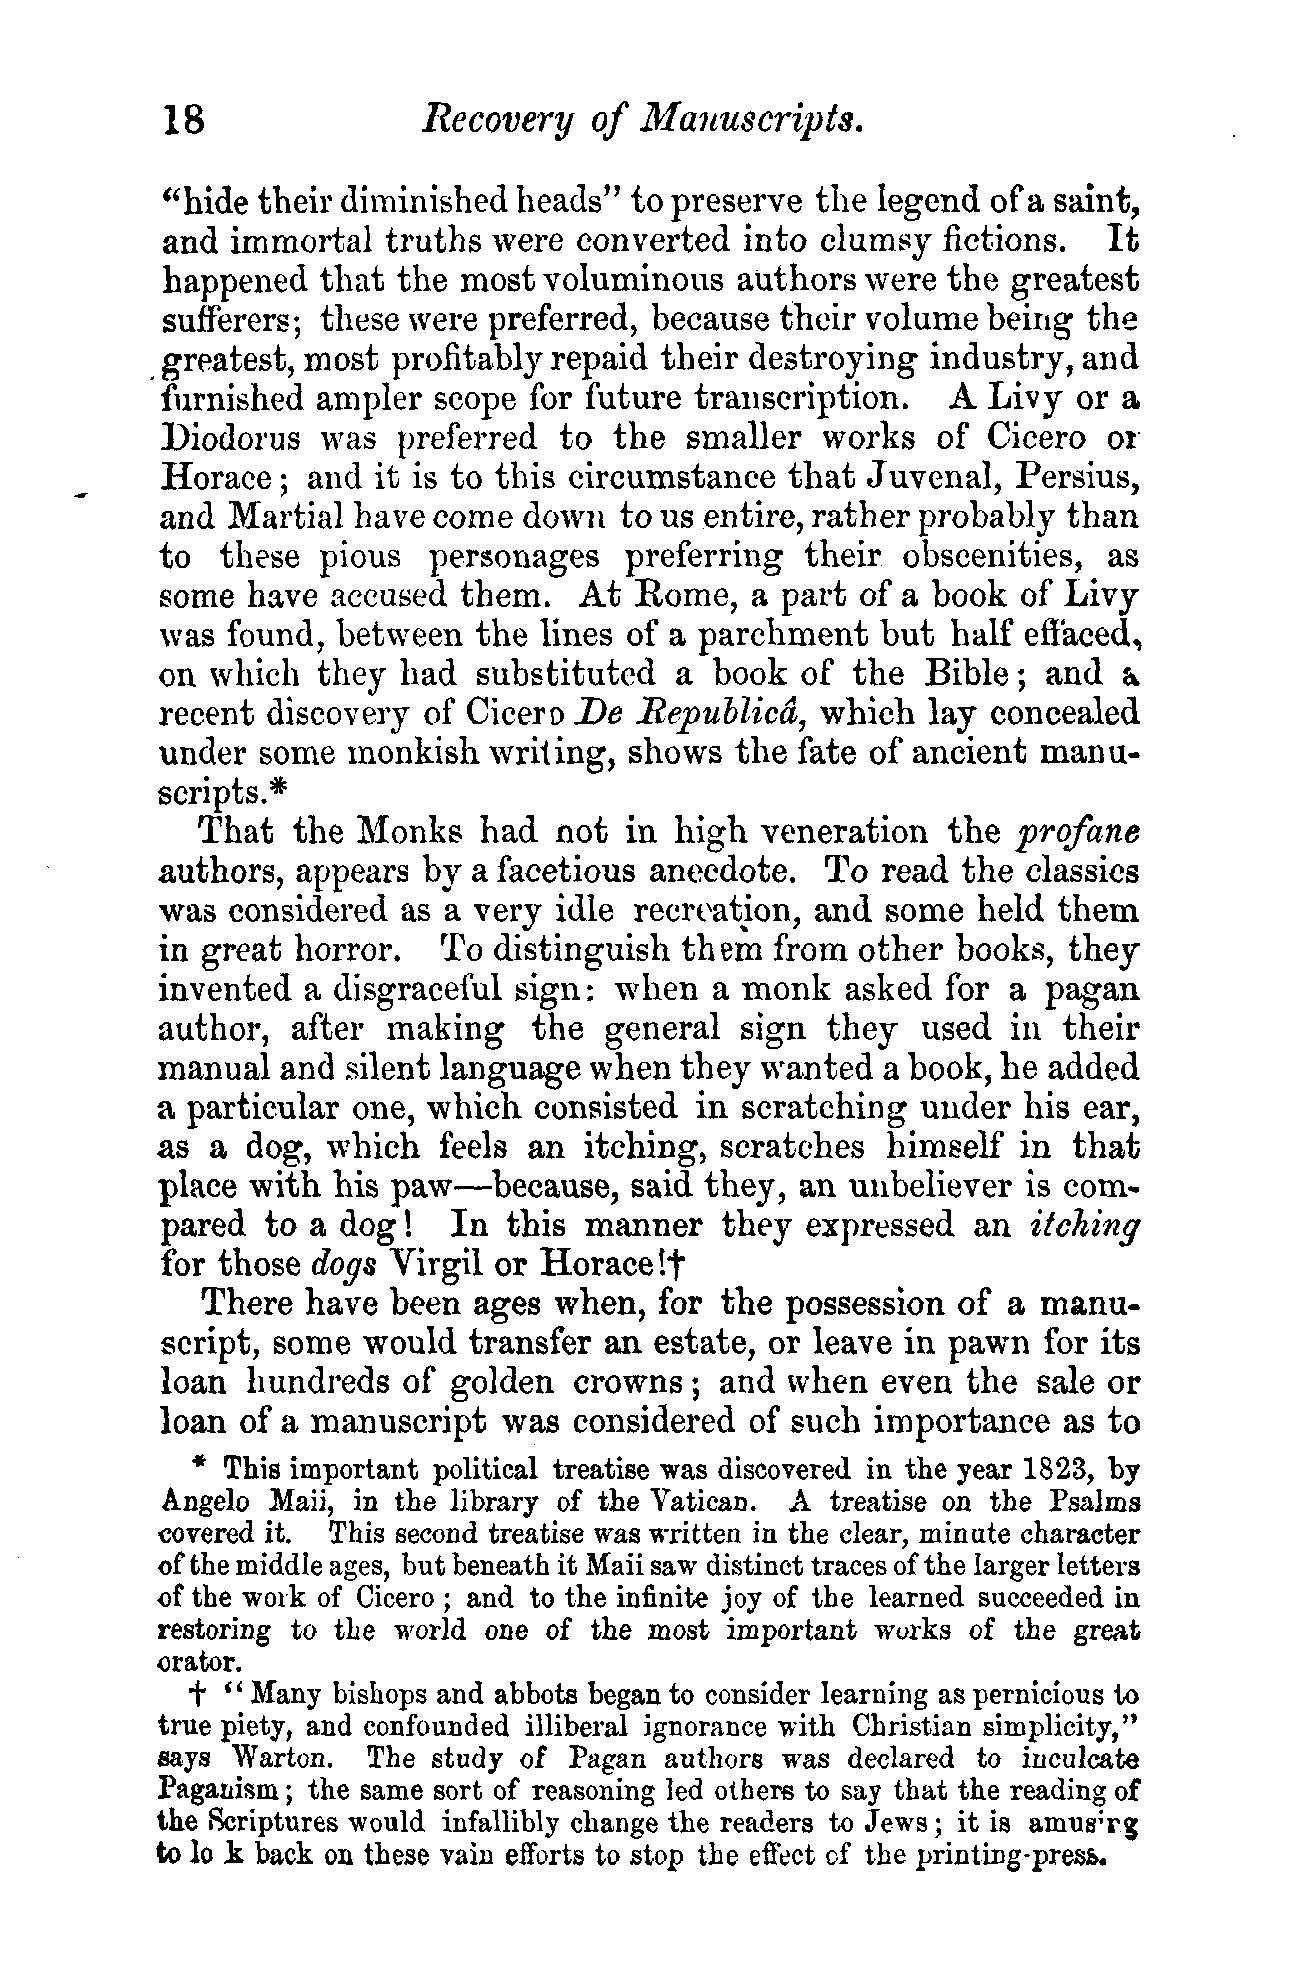 18 Recovery of Manuscripts.
“hide their diminished heads” to preserve the legend of a saint,
and immortal truths were converted into clumsy fictions. It
happened that the most voluminous authors were the greatest
sufferers; these were preferred, because their volume being the
greatest, most profitably repaid their destroying industry, and
furnished ampler scope for future transcription. A Livy or a
Diodorus was preferred to the smaller works of Cicero or
Horace; and it is to this circumstance that Juvenal, Persius,
and Martial have come down to us entire, rather probably than
to these pious personages preferring their obscenities, as
some have accused them. At Rome, a part of a book of Livy
was found, between the lines of a parchment but half effaced,
on which they had substituted a book of the Bible; and a
recent discovery of Cicero De Republicâ, which lay concealed
under some monkish writing, shows the fate of ancient manu-
scripts.*
That the Monks had not in high veneration the profane
authors, appears by a facetious anecdote. To read the classics
was considered as a very idle recreation, and some held them
in great horror. To distinguish them from other books, they
invented a disgraceful sign: when a monk asked for a pagan
author, after making the general sign they used in their
manual and silent language when they wanted a book, he added
a particular one, which consisted in scratching under his ear,
as a dog, which feels an itching, scratches himself in that
place with his paw—because, said they, an unbeliever is com-
pared to a dog! In this manner they expressed an itching
for those dogs Virgil or Horace!†
There have been ages when, for the possession of a manu-
script, some would transfer an estate, or leave in pawn for its
loan hundreds of golden crowns; and when even the sale or
loan of a manuscript was considered of such importance as to
* This important political treatise was discovered in the year 1823, by
Angelo Maii, in the library of the Vatican. A treatise on the Psalms
covered it. This second treatise was written in the clear, minute character
of the middle ages, but beneath it Maii saw distinct traces of the larger letters
of the work of Cicero; and to the infinite joy of the learned succeeded in
restoring to the world one of the most important works of the great
orator.
† “Many bishops and abbots began to consider learning as pernicious to
true piety, and confounded illiberal ignorance with Christian simplicity,”
says Warton. The study of Pagan authors was declared to inculcate
Paganism; the same sort of reasoning led others to say that the reading of
the Scriptures would infallibly change the readers to Jews; it is amusing
to lo k back on these vain efforts to stop the effect of the printing-press.